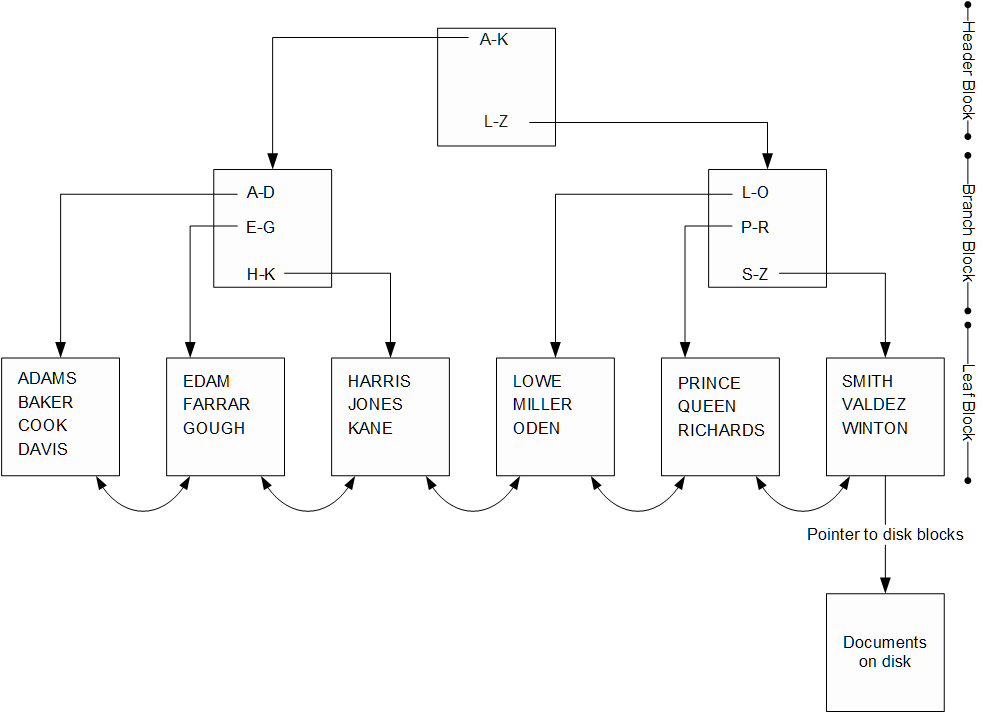 A-K
L-Z
Header Block
A-D
E-G
H-K
L-O
P-R
S-Z
Branch Block
ADAMS
BAKER
COOK
DAVIS
EDAM
FARRAR
GOUGH
HARRIS
JONES
KANE
LOWE
MILLER
ODEN
PRINCE
QUEEN
RICHARDS
SMITH
VALDEZ
WINTON
Leaf Block
Pointer to disk blocks
Documents
on disk